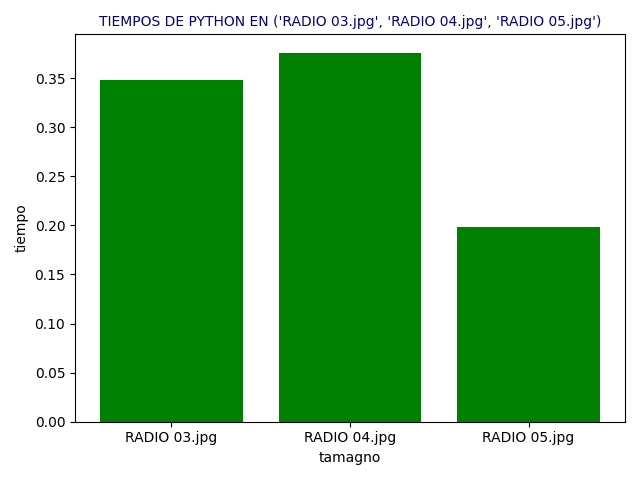 TIEMPOS DE PYTHON EN ('RADIO 03.jpg', 'RADIO 04.jpg', 'RADIO 05.jpg')
0.35
0.30
0.25
0.20
0.15
0.10
0.05
0.00
tiempo
RADIO 03.jpg RADIO 04.jpg RADIO 05.jpg
tamagno